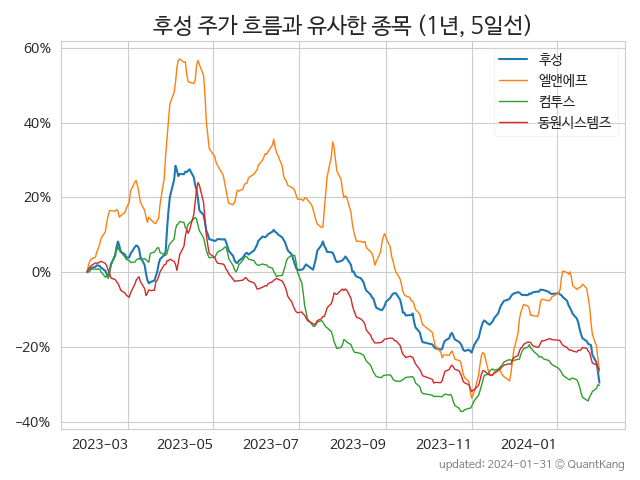 후성 주가 흐름과 유사한 종목 (1년, 5일선)
60%
40%
20%
0%
−20%
−40%
후성
엘앤에프
컴투스
동원시스템즈
2023-03
2023-05
2023-07
2023-09
2023-11
2024-01
updated: 2024-01-31 © QuantKang